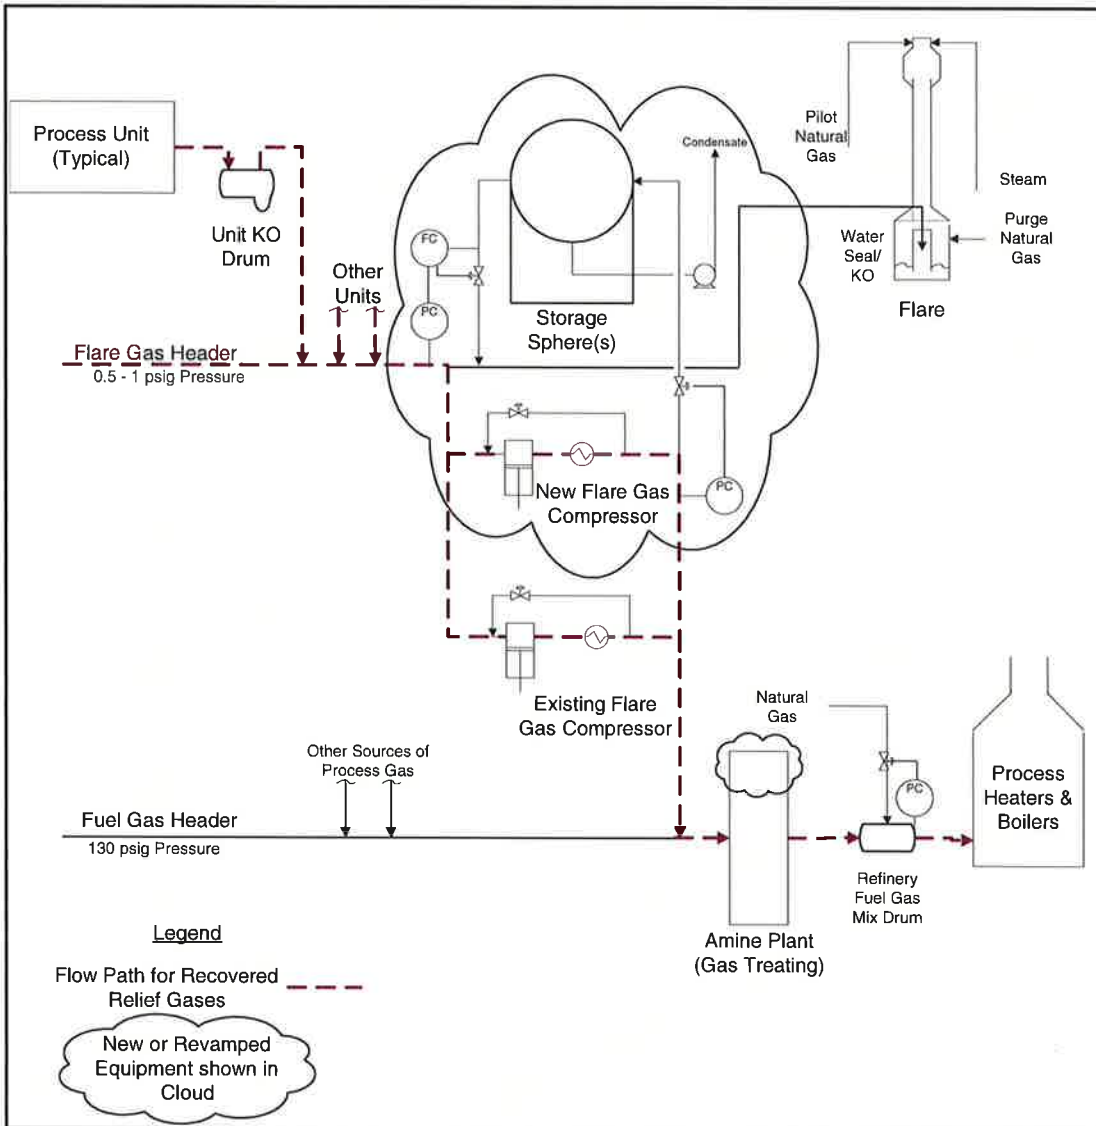 Process Unit
(Typical)
Unit KO
Drum
Other
Units
Flare Gas Header
0.5 - 1 psig Pressure
FC
PC
Condensate
Storage
Sphere(s)
Pilot
Natural
Gas
Steam
Water
Seal/
KO
Purge
Natural
Gas
Flare
New Flare Gas
Compressor
PC
Existing Flare
Gas Compressor
Other Sources of
Process Gas
Fuel Gas Header
130 psig Pressure
Natural
Gas
PC
Process
Heaters &
Boilers
Refinery
Fuel Gas
Mix Drum
Amine Plant
(Gas Treating)
Legend
Flow Path for Recovered
Relief Gases
New or Revamped
Equipment shown in
Cloud